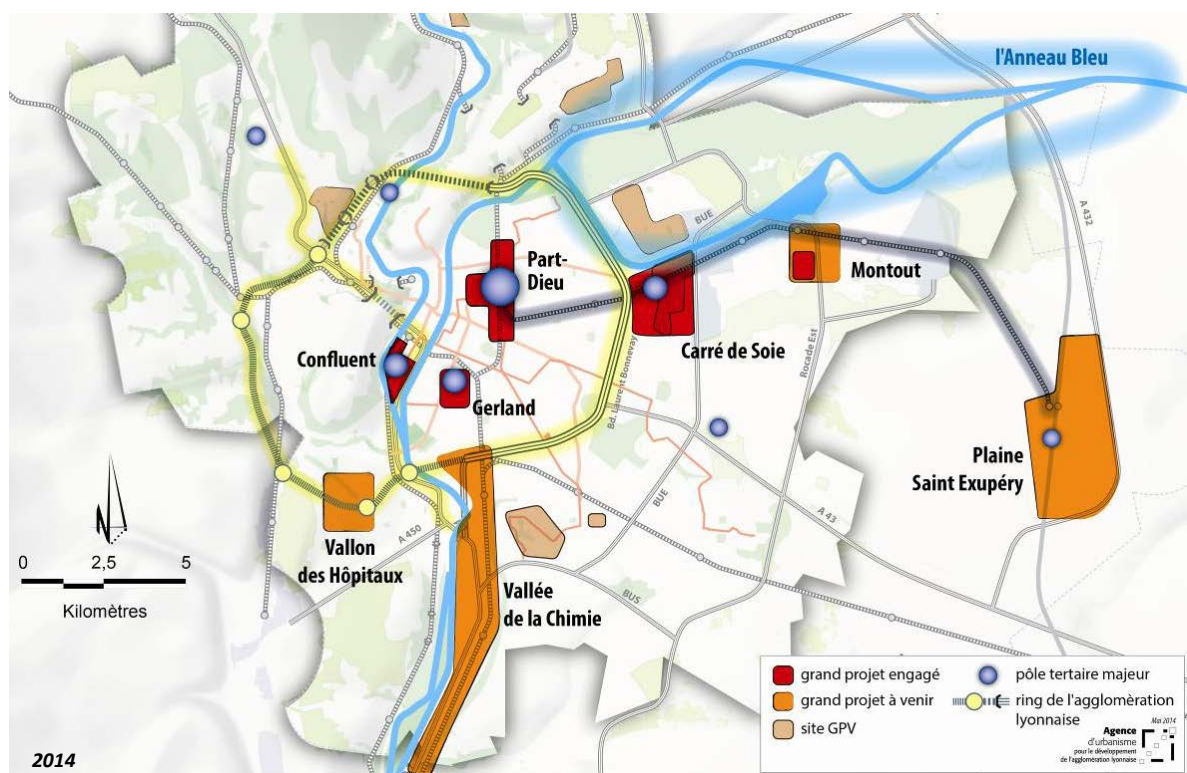 l'Anneau Bleu
A 432
BUE
Part-
Dieu
Montout
Carré de Soie
Confluent
Gerland
Bd. Laurent Bonnevay
Rocade Est
Plaine
Saint Exupéry
BUE
A 43
A 450
Vallon
des Hôpitaux
Vallée
de la Chimie
BUS
N
0 2,5 5
Kilomètres
grand projet engagé
grand projet à venir
site GPV
pôle tertaire majeur
ring de l'agglomèration
lyonnaise
Mai 2014
Agence
d'urbanisme
pour le développement
de l'agglomération lyonnaise
2014